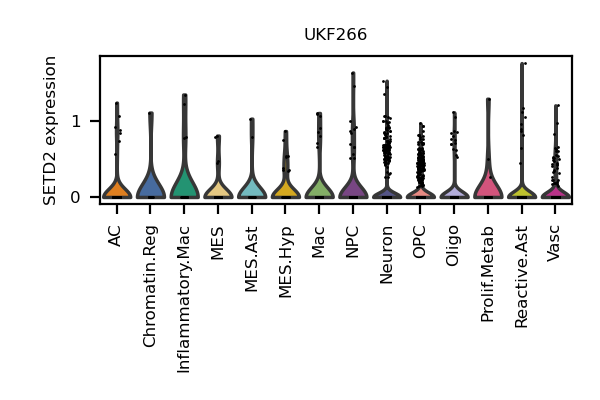 UKF266
SETD2 expression
1
0
AC
Chromatin.Reg
Inflammatory.Mac
MES
MES.Ast
MES.Hyp
Mac
NPC
Neuron
OPC
Oligo
Prolif.Metab
Reactive.Ast
Vasc